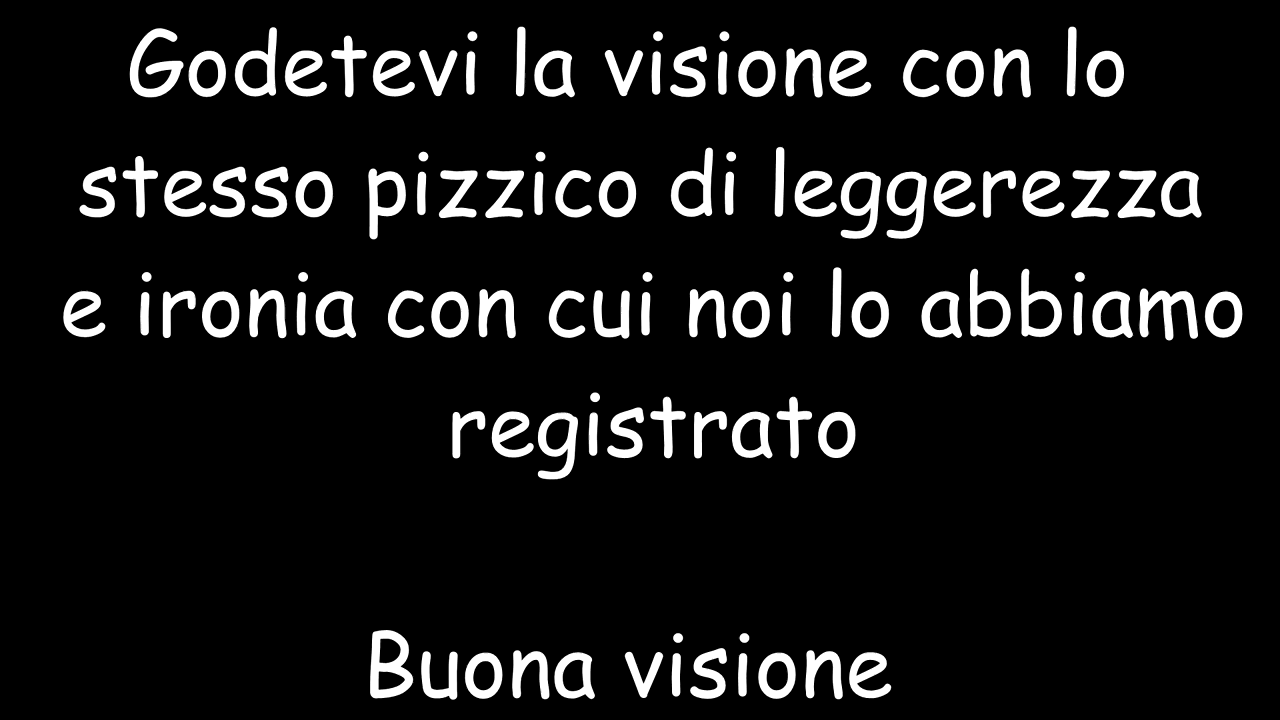 Godetevi la visione con lo
stesso pizzico di leggerezza
e ironia con cui noi lo abbiamo
registrato
Buona visione